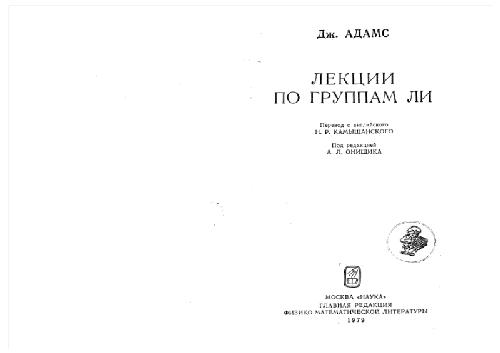 Дж. АДАМС
ЛЕКЦИИ
ПО ГРУППАМ ЛИ
Перевод с английского
Н. Р. КАМЫШАНСКОГО
Под редакцией
А. Л. ОНИЩИКА
МОСКВА «НАУКА»
ГЛАВНАЯ РЕДАКЦИЯ
ФИЗИКО-МАТЕМАТИЧЕСКОЙ ЛИТЕРАТУРЫ
1979